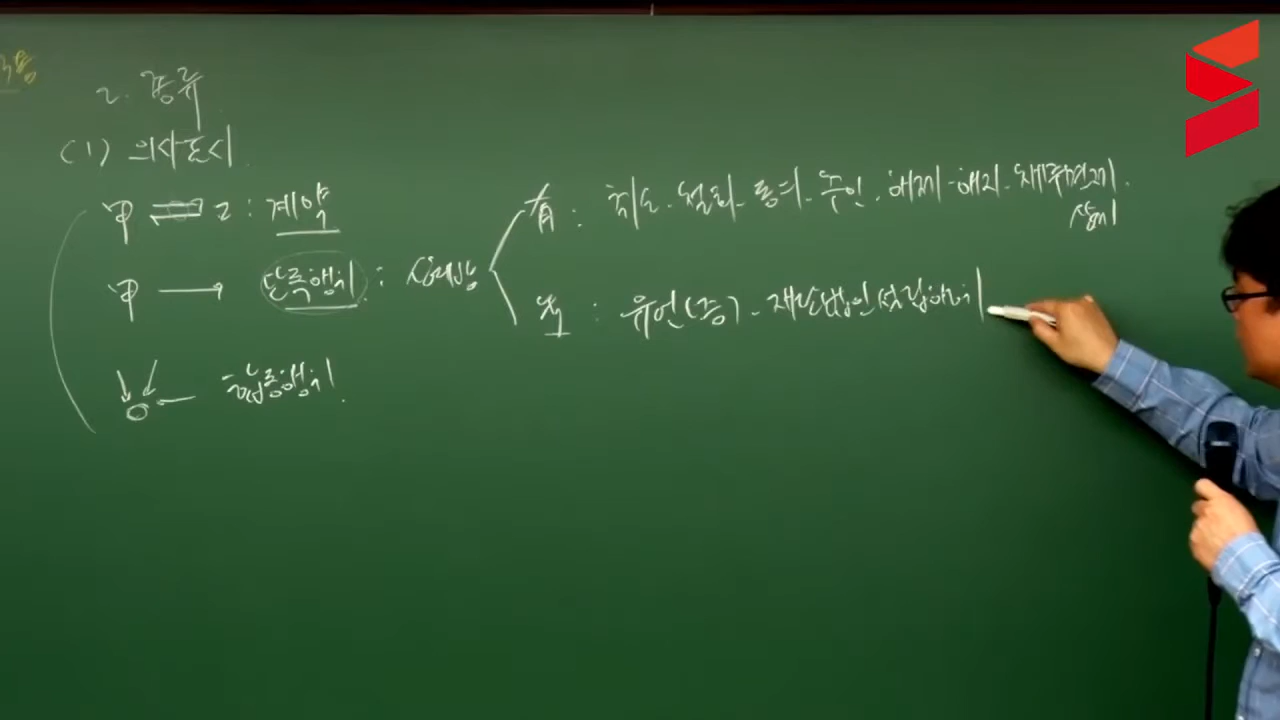 2. 종류
(1) 의사표시
甲 ⇄ 乙 : 계약
甲 → 단독행위 : 상대방
有 : 취소. 철회. 동의. 추인. 해제. 해지. 채무면제.
상계
無 : 유언(증). 재단법인설립행위
합동행위.